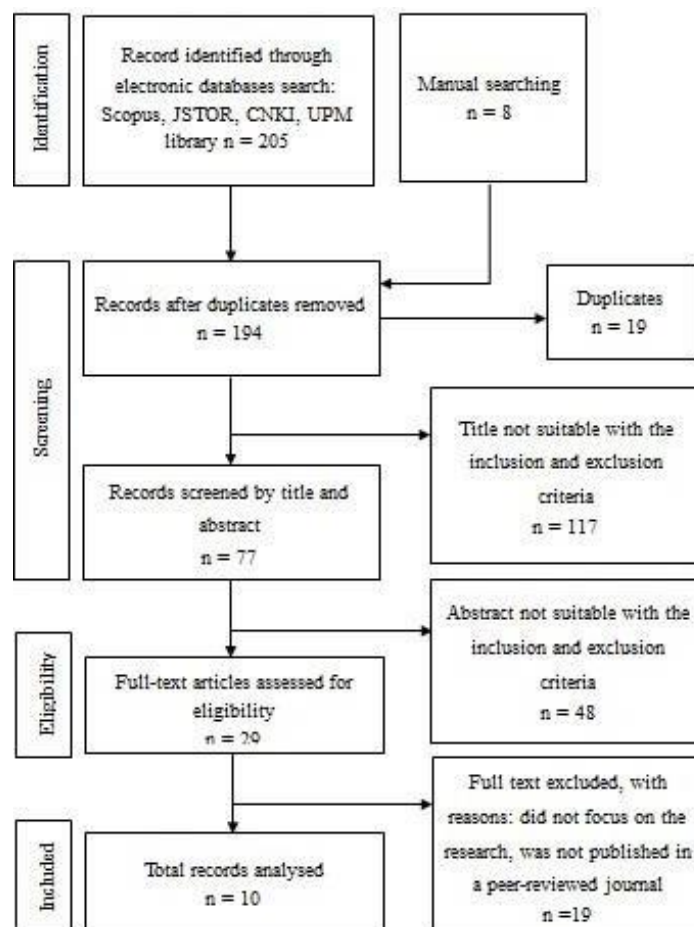 Identification
Record identified through
electronic databases search:
Scopus, JSTOR, CNKI, UPM
library n = 205
Manual searching
n = 8
Screening
Records after duplicates removed
n = 194
Duplicates
n = 19
Title not suitable with the
inclusion and exclusion
criteria
n = 117
Records screened by title and
abstract
n = 77
Abstract not suitable with the
inclusion and exclusion
criteria
n = 48
Eligibility
Full-text articles assessed for
eligibility
n = 29
Full text excluded, with
reasons: did not focus on the
research, was not published in
a peer-reviewed journal
n =19
Included
Total records analysed
n = 10